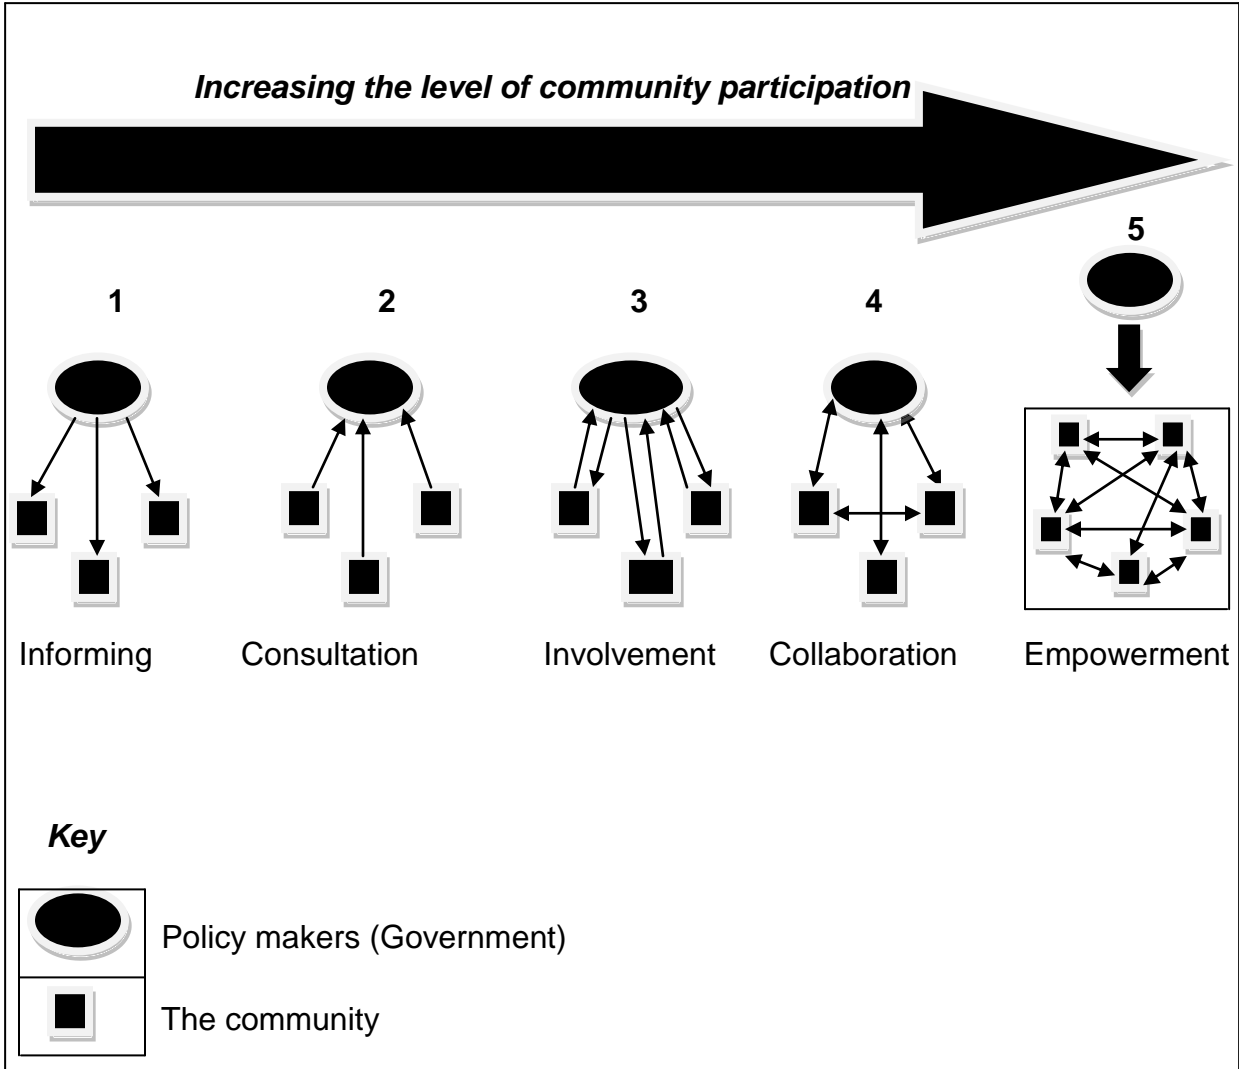 Increasing the level of community participation
5
1 2 3 4
Informing Consultation Involvement Collaboration Empowerment
Key
Policy makers (Government)
The community